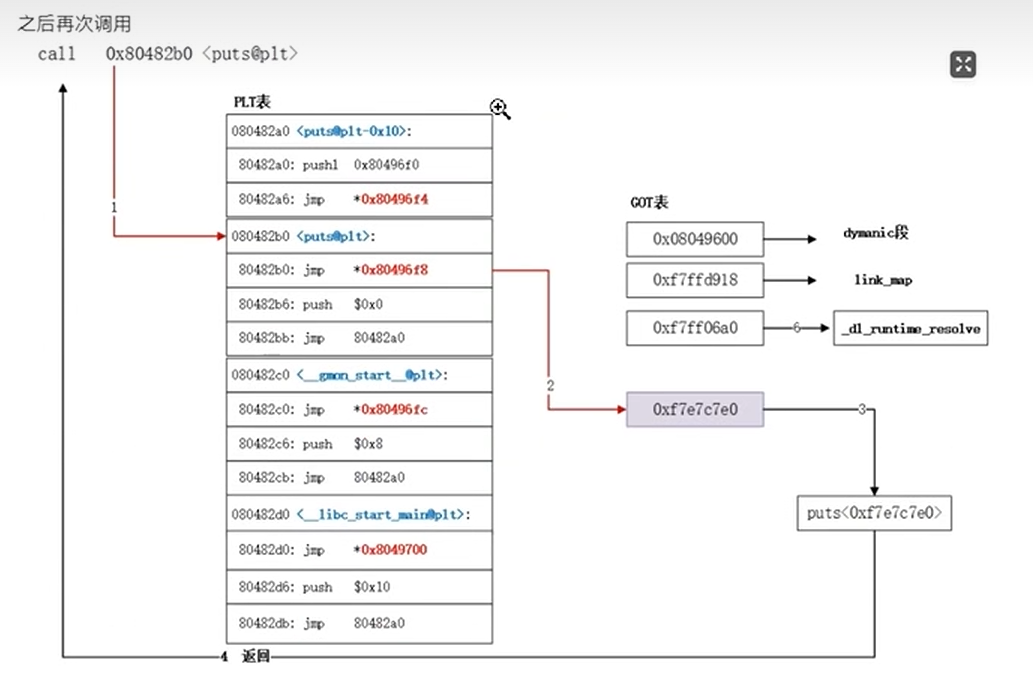 之后再次调用
call 0x80482b0 <puts@plt>
PLT表
080482a0 <puts@plt-0x10>:
80482a0: pushl 0x80496f0
80482a6: jmp *0x80496f4
080482b0 <puts@plt>:
80482b0: jmp *0x80496f8
80482b6: push $0x0
80482bb: jmp 80482a0
080482c0 <__gmon_start__@plt>:
80482c0: jmp *0x80496fc
80482c6: push $0x8
80482cb: jmp 80482a0
080482d0 <__libc_start_main@plt>:
80482d0: jmp *0x8049700
80482d6: push $0x10
80482db: jmp 80482a0
1
2
GOT表
0x08049600
dymanic段
0xf7ffd918
link_map
0xf7ff06a0
6
_dl_runtime_resolve
0xf7e7c7e0
3
puts<0xf7e7c7e0>
4 返回